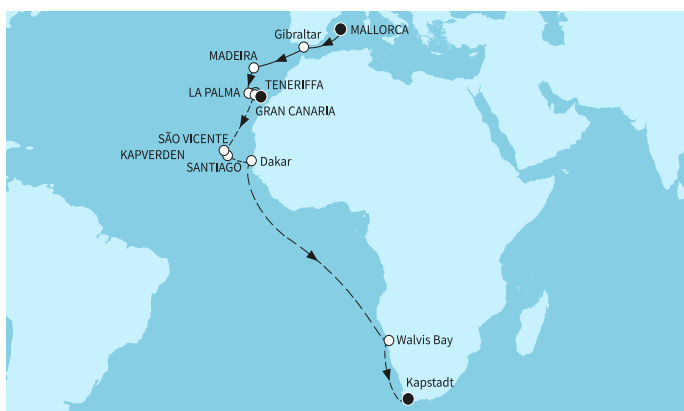 Gibraltar
MALLORCA
MADEIRA
TENERIFFA
LA PALMA
GRAN CANARIA
SÃO VICENTE
KAPVERDEN
SANTIAGO
Dakar
Walvis Bay
Kapstadt